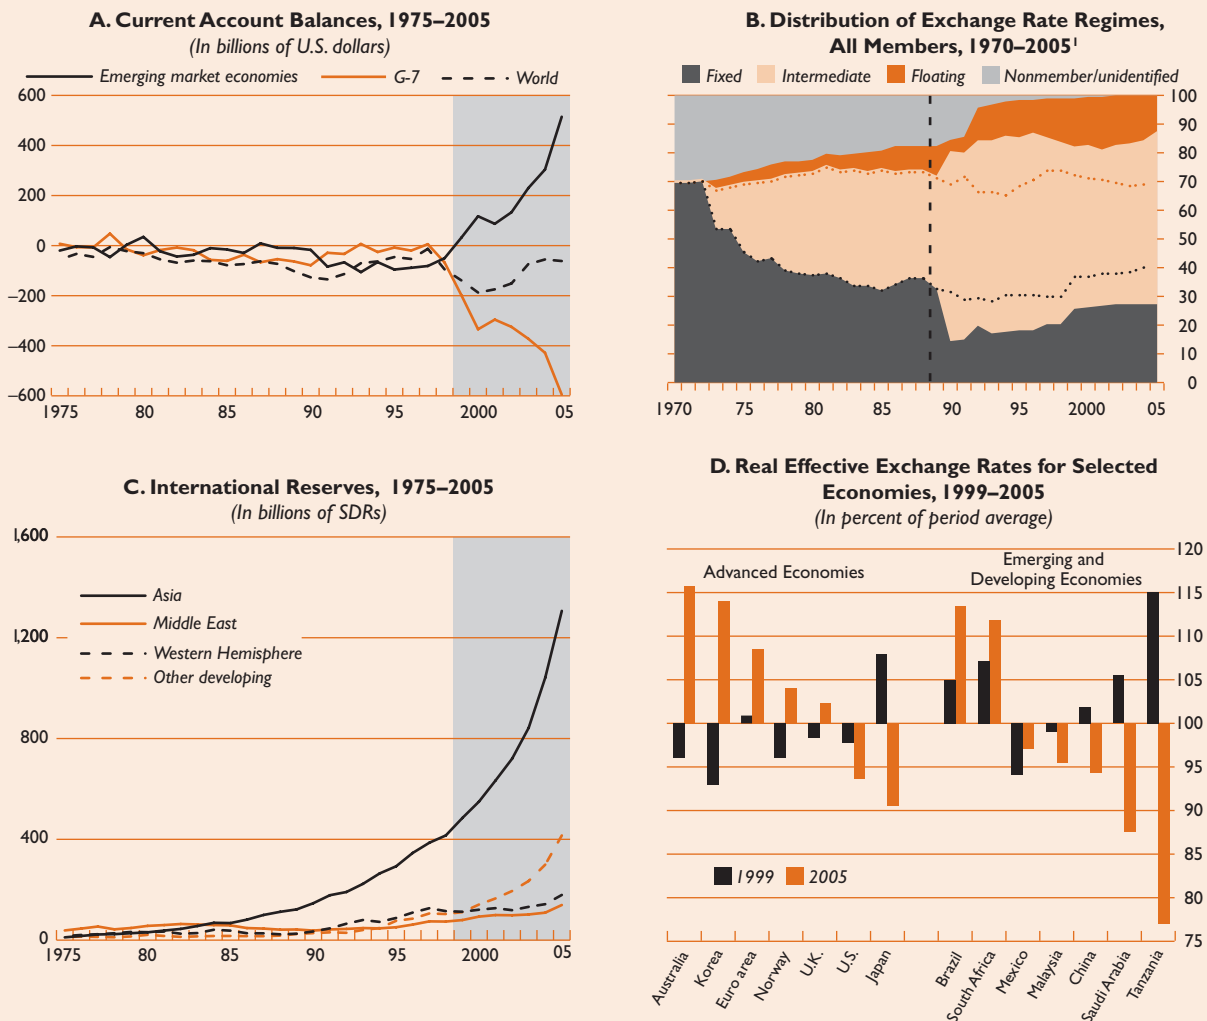 A. Current Account Balances, 1975–2005
(In billions of U.S. dollars)
Emerging market economies G-7 World
600
400
200
0
–200
–400
–600
1975 80 85 90 95 2000 05
B. Distribution of Exchange Rate Regimes,
All Members, 1970–2005¹
Fixed Intermediate Floating Nonmember/unidentified
100
90
80
70
60
50
40
30
20
10
0
1970 75 80 85 90 95 2000 05
C. International Reserves, 1975–2005
(In billions of SDRs)
1,600
Asia
Middle East
1,200
Western Hemisphere
Other developing
800
400
0
1975 80 85 90 95 2000 05
D. Real Effective Exchange Rates for Selected
Economies, 1999–2005
(In percent of period average)
120
Advanced Economies
Emerging and
Developing Economies
115
110
105
100
95
90
85
1999 2005
80
75
Australia
Korea
Euro area
Norway
U.K.
U.S.
Japan
Brazil
South Africa
Mexico
Malaysia
China
Saudi Arabia
Tanzania